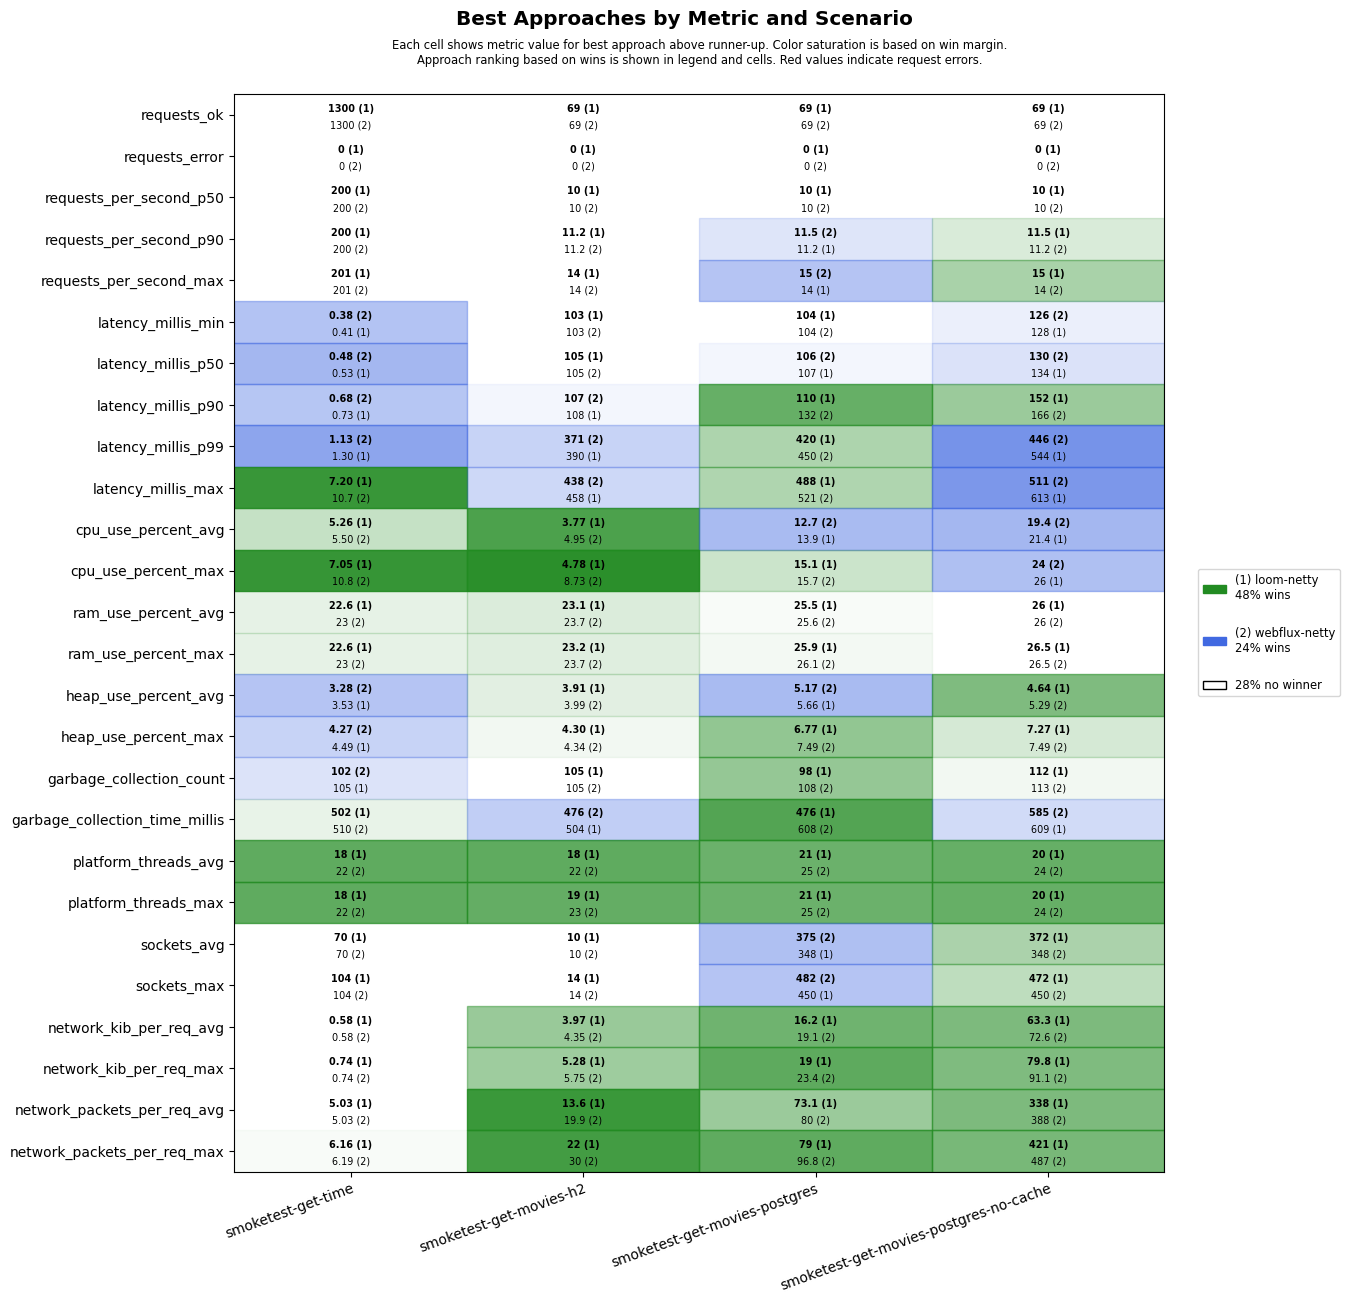 Best Approaches by Metric and Scenario
Each cell shows metric value for best approach above runner-up. Color saturation is based on win margin.
Approach ranking based on wins is shown in legend and cells. Red values indicate request errors.
requests_ok
1300 (1) 69 (1) 69 (1) 69 (1)
1300 (2) 69 (2) 69 (2) 69 (2)
requests_error
0 (1) 0 (1) 0 (1) 0 (1)
0 (2) 0 (2) 0 (2) 0 (2)
requests_per_second_p50
200 (1) 10 (1) 10 (1) 10 (1)
200 (2) 10 (2) 10 (2) 10 (2)
requests_per_second_p90
200 (1) 11.2 (1) 11.5 (2) 11.5 (1)
200 (2) 11.2 (2) 11.2 (1) 11.2 (2)
requests_per_second_max
201 (1) 14 (1) 15 (2) 15 (1)
201 (2) 14 (2) 14 (1) 14 (2)
latency_millis_min
0.38 (2) 103 (1) 104 (1) 126 (2)
0.41 (1) 103 (2) 104 (2) 128 (1)
latency_millis_p50
0.48 (2) 105 (1) 106 (2) 130 (2)
0.53 (1) 105 (2) 107 (1) 134 (1)
latency_millis_p90
0.68 (2) 107 (2) 110 (1) 152 (1)
0.73 (1) 108 (1) 132 (2) 166 (2)
latency_millis_p99
1.13 (2) 371 (2) 420 (1) 446 (2)
1.30 (1) 390 (1) 450 (2) 544 (1)
latency_millis_max
7.20 (1) 438 (2) 488 (1) 511 (2)
10.7 (2) 458 (1) 521 (2) 613 (1)
cpu_use_percent_avg
5.26 (1) 3.77 (1) 12.7 (2) 19.4 (2)
5.50 (2) 4.95 (2) 13.9 (1) 21.4 (1)
cpu_use_percent_max
7.05 (1) 4.78 (1) 15.1 (1) 24 (2)
10.8 (2) 8.73 (2) 15.7 (2) 26 (1)
ram_use_percent_avg
22.6 (1) 23.1 (1) 25.5 (1) 26 (1)
23 (2) 23.7 (2) 25.6 (2) 26 (2)
ram_use_percent_max
22.6 (1) 23.2 (1) 25.9 (1) 26.5 (1)
23 (2) 23.7 (2) 26.1 (2) 26.5 (2)
heap_use_percent_avg
3.28 (2) 3.91 (1) 5.17 (2) 4.64 (1)
3.53 (1) 3.99 (2) 5.66 (1) 5.29 (2)
heap_use_percent_max
4.27 (2) 4.30 (1) 6.77 (1) 7.27 (1)
4.49 (1) 4.34 (2) 7.49 (2) 7.49 (2)
garbage_collection_count
102 (2) 105 (1) 98 (1) 112 (1)
105 (1) 105 (2) 108 (2) 113 (2)
garbage_collection_time_millis
502 (1) 476 (2) 476 (1) 585 (2)
510 (2) 504 (1) 608 (2) 609 (1)
platform_threads_avg
18 (1) 18 (1) 21 (1) 20 (1)
22 (2) 22 (2) 25 (2) 24 (2)
platform_threads_max
18 (1) 19 (1) 21 (1) 20 (1)
22 (2) 23 (2) 25 (2) 24 (2)
sockets_avg
70 (1) 10 (1) 375 (2) 372 (1)
70 (2) 10 (2) 348 (1) 348 (2)
sockets_max
104 (1) 14 (1) 482 (2) 472 (1)
104 (2) 14 (2) 450 (1) 450 (2)
network_kib_per_req_avg
0.58 (1) 3.97 (1) 16.2 (1) 63.3 (1)
0.58 (2) 4.35 (2) 19.1 (2) 72.6 (2)
network_kib_per_req_max
0.74 (1) 5.28 (1) 19 (1) 79.8 (1)
0.74 (2) 5.75 (2) 23.4 (2) 91.1 (2)
network_packets_per_req_avg
5.03 (1) 13.6 (1) 73.1 (1) 338 (1)
5.03 (2) 19.9 (2) 80 (2) 388 (2)
network_packets_per_req_max
6.16 (1) 22 (1) 79 (1) 421 (1)
6.19 (2) 30 (2) 96.8 (2) 487 (2)
smoketest-get-time
smoketest-get-movies-h2
smoketest-get-movies-postgres
smoketest-get-movies-postgres-no-cache
(1) loom-netty
48% wins
(2) webflux-netty
24% wins
28% no winner